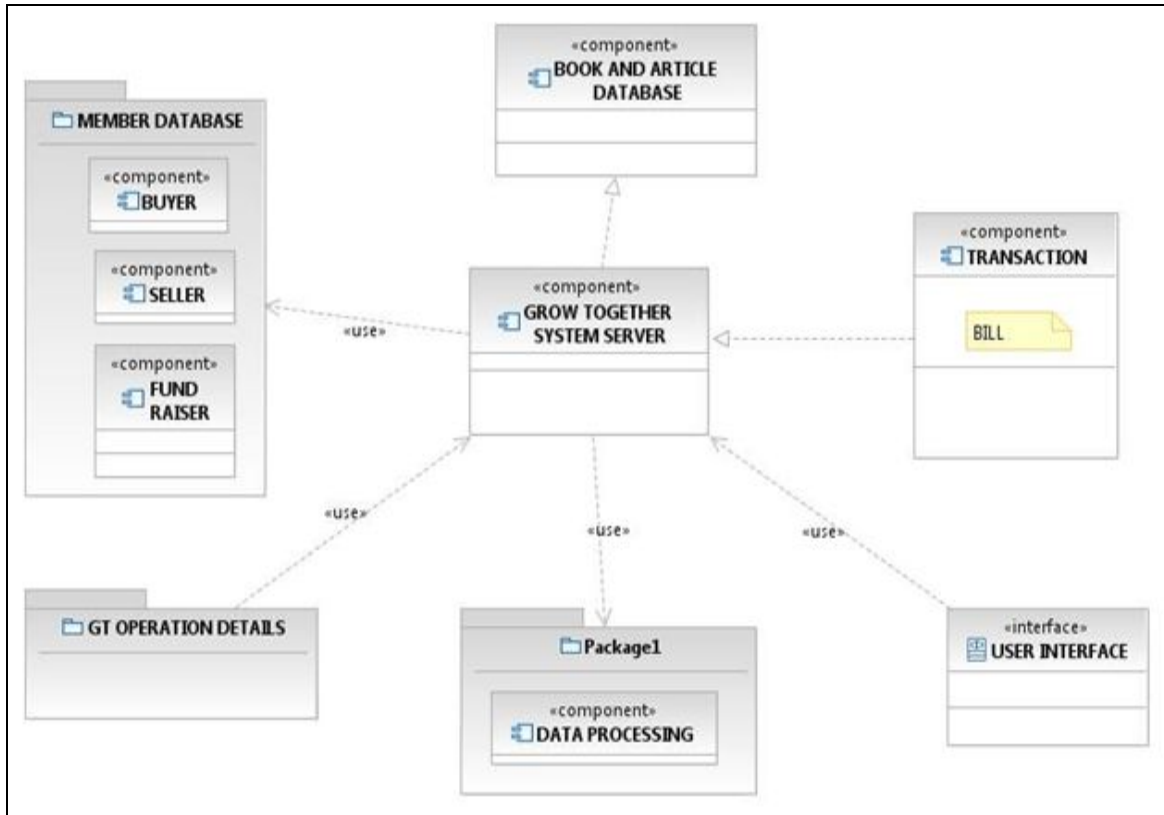 «component»
BOOK AND ARTICLE
DATABASE
MEMBER DATABASE
«component»
BUYER
«component»
SELLER
«component»
FUND
RAISER
«use»
«component»
GROW TOGETHER
SYSTEM SERVER
«component»
TRANSACTION
BILL
«use»
«use»
«use»
GT OPERATION DETAILS
Package1
«component»
DATA PROCESSING
«interface»
USER INTERFACE